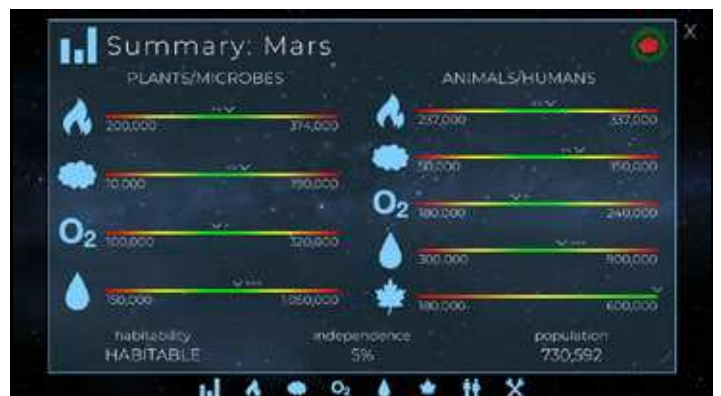 Summary: Mars
X
PLANTS/MICROBES
ANIMALS/HUMANS
200,000 374,000
237,000 337,000
10,000 190,000
50,000 150,000
O2 100,000 320,000
O2 180,000 240,000
150,000 1,050,000
300,000 900,000
180,000 600,000
habitability independence population
HABITABLE 5% 730,592
O2